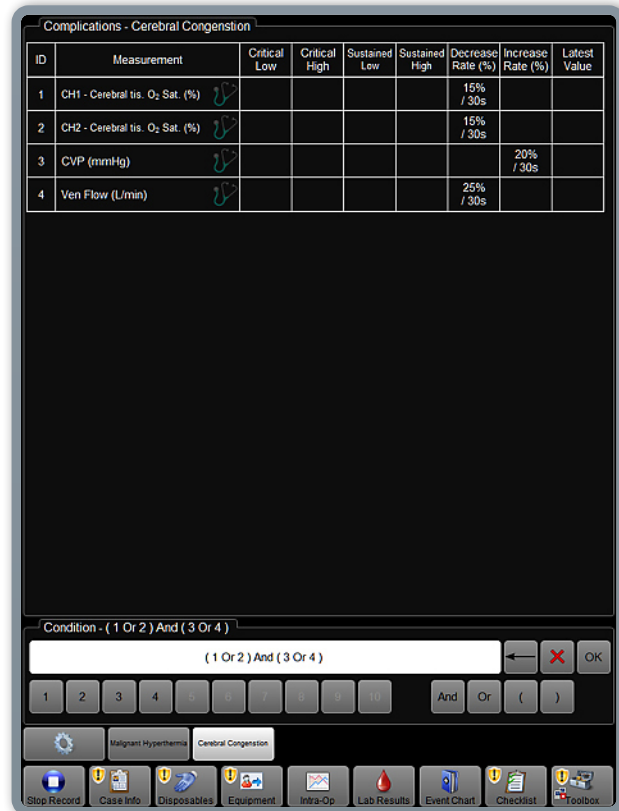 Complications - Cerebral Congenstion
ID Measurement Critical Low Critical High Sustained Low Sustained High Decrease Rate (%) Increase Rate (%) Latest Value
1 CH1 - Cerebral tis. O₂ Sat. (%) 15% / 30s
2 CH2 - Cerebral tis. O₂ Sat. (%) 15% / 30s
3 CVP (mmHg) 20% / 30s
4 Ven Flow (L/min) 25% / 30s
Condition - ( 1 Or 2 ) And ( 3 Or 4 )
( 1 Or 2 ) And ( 3 Or 4 ) OK
1 2 3 4 5 6 7 8 9 10 And Or ( )
Malignant Hyperthermia Cerebral Congenstion
Stop Record Case Info Disposables Equipment Intra-Op Lab Results Event Chart Checklist Toolbox